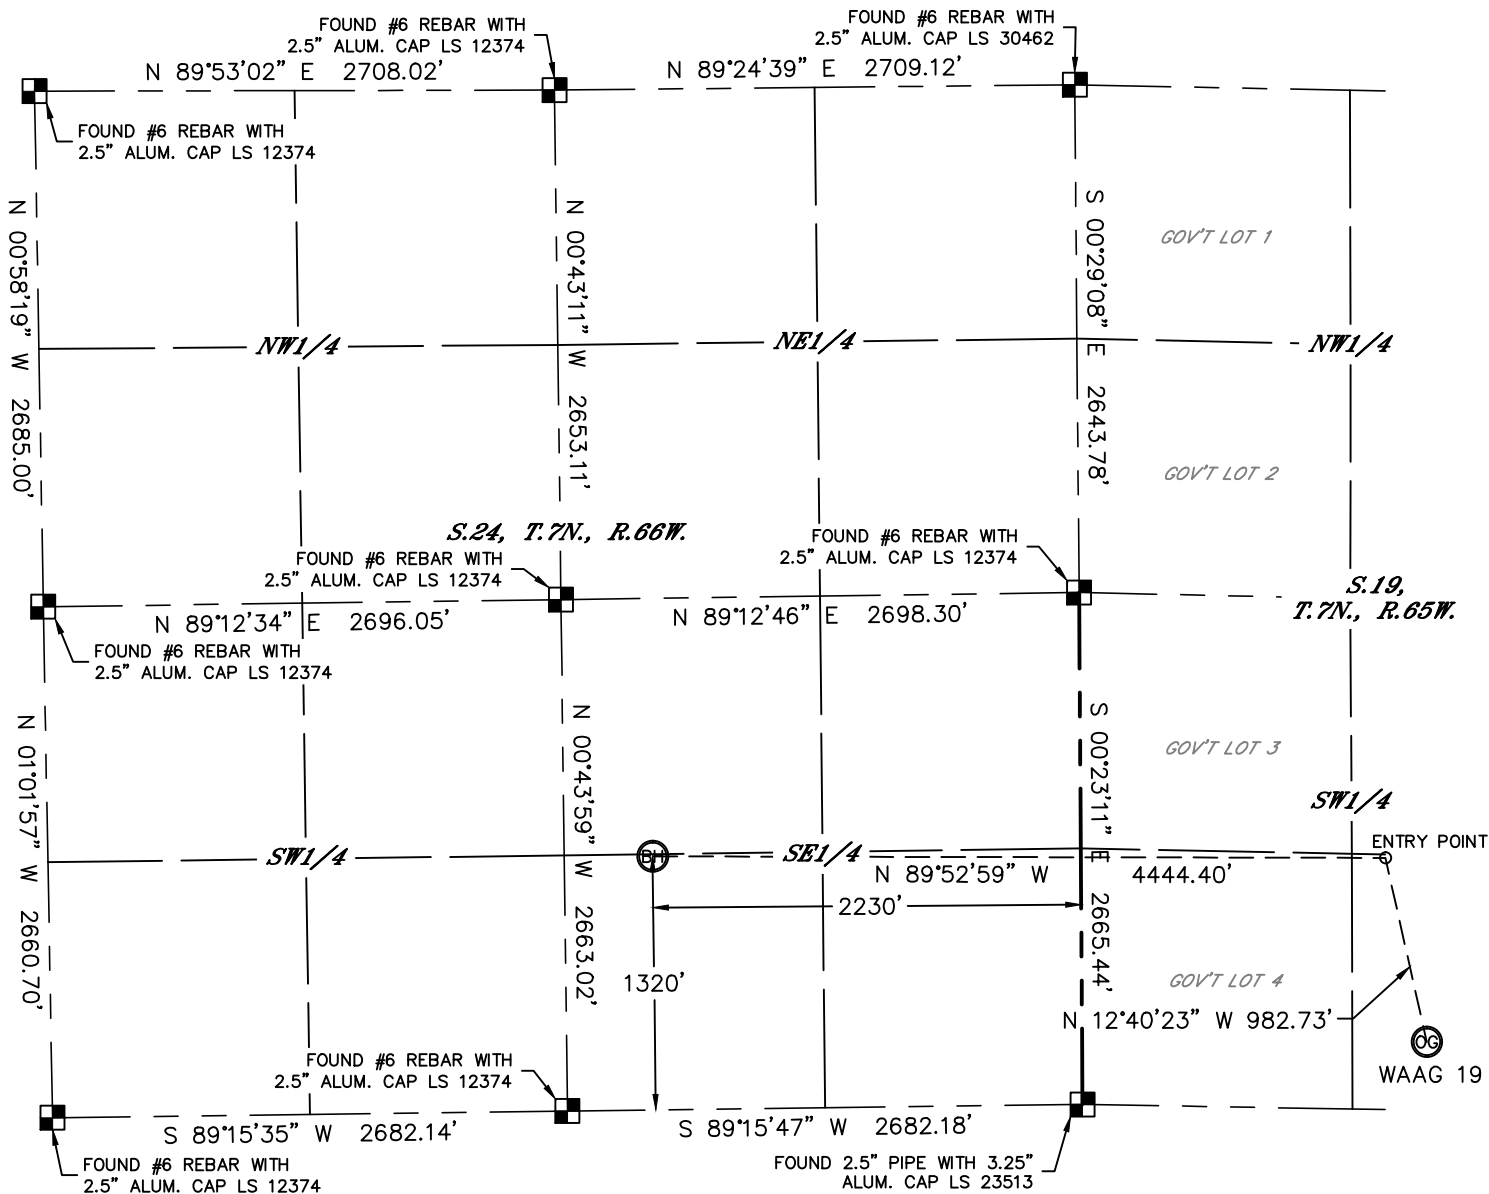 FOUND #6 REBAR WITH
2.5" ALUM. CAP LS 12374
FOUND #6 REBAR WITH
2.5" ALUM. CAP LS 30462
N 89°53'02" E 2708.02'
N 89°24'39" E 2709.12'
FOUND #6 REBAR WITH
2.5" ALUM. CAP LS 12374
N 00°58'19" W 2685.00'
N 00°43'11" W 2653.11'
S 00°29'08" E 2643.78'
GOV'T LOT 1
NW1/4
NE1/4
NW1/4
GOV'T LOT 2
S.24, T.7N., R.66W.
FOUND #6 REBAR WITH
2.5" ALUM. CAP LS 12374
FOUND #6 REBAR WITH
2.5" ALUM. CAP LS 12374
S.19,
T.7N., R.65W.
N 89°12'34" E 2696.05'
N 89°12'46" E 2698.30'
FOUND #6 REBAR WITH
2.5" ALUM. CAP LS 12374
N 01°01'57" W 2660.70'
N 00°43'59" W 2663.02'
S 00°23'11" E 2665.44'
GOV'T LOT 3
SW1/4
ENTRY POINT
SW1/4
BH
SE1/4
N 89°52'59" W 4444.40'
2230'
1320'
GOV'T LOT 4
N 12°40'23" W 982.73'
OG
WAAG 19
FOUND #6 REBAR WITH
2.5" ALUM. CAP LS 12374
S 89°15'35" W 2682.14'
S 89°15'47" W 2682.18'
FOUND #6 REBAR WITH
2.5" ALUM. CAP LS 12374
FOUND 2.5" PIPE WITH 3.25"
ALUM. CAP LS 23513